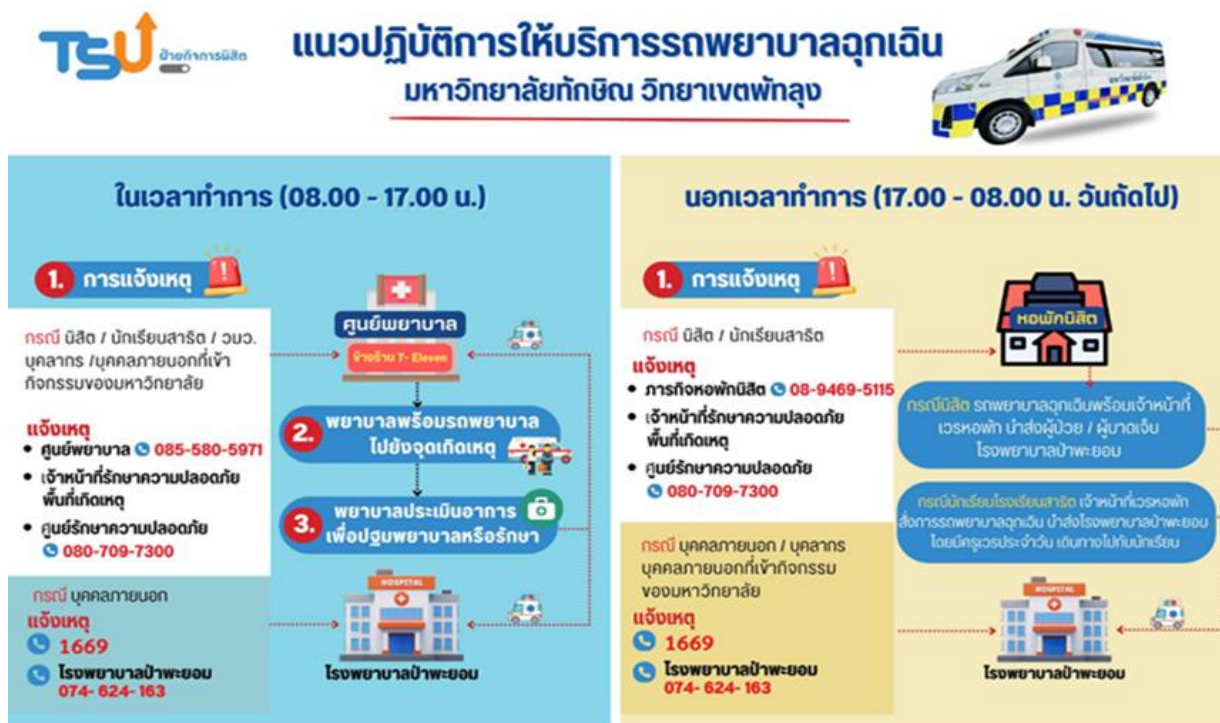 TSU ฝ่ายกิจการนิสิต
แนวปฏิบัติการให้บริการรถพยาบาลฉุกเฉิน
มหาวิทยาลัยทักษิณ วิทยาเขตพัทลุง
ในเวลาทำการ (08.00 - 17.00 น.)
1. การแจ้งเหตุ
กรณี นิสิต / นักเรียนสาธิต / วมว.
บุคลากร /บุคคลภายนอกที่เข้า
กิจกรรมของมหาวิทยาลัย
แจ้งเหตุ
• ศูนย์พยาบาล 085-580-5971
• เจ้าหน้าที่รักษาความปลอดภัย
พื้นที่เกิดเหตุ
• ศูนย์รักษาความปลอดภัย
080-709-7300
กรณี บุคคลภายนอก
แจ้งเหตุ
1669
โรงพยาบาลป่าพะยอม
074- 624- 163
ศูนย์พยาบาล
ข้างร้าน 7- Eleven
2. พยาบาลพร้อมรถพยาบาล
ไปยังจุดเกิดเหตุ
3. พยาบาลประเมินอาการ
เพื่อปฐมพยาบาลหรือรักษา
HOSPITAL
โรงพยาบาลป่าพะยอม
นอกเวลาทำการ (17.00 - 08.00 น. วันถัดไป)
1. การแจ้งเหตุ
กรณี นิสิต / นักเรียนสาธิต
แจ้งเหตุ
• ภารกิจหอพักนิสิต 08-9469-5115
• เจ้าหน้าที่รักษาความปลอดภัย
พื้นที่เกิดเหตุ
• ศูนย์รักษาความปลอดภัย
080-709-7300
กรณี บุคคลภายนอก / บุคลากร
บุคคลภายนอกที่เข้ากิจกรรม
ของมหาวิทยาลัย
แจ้งเหตุ
1669
โรงพยาบาลป่าพะยอม
074- 624- 163
หอพักนิสิต
กรณีนิสิต รถพยาบาลฉุกเฉินพร้อมเจ้าหน้าที่
เวรหอพัก นำส่งผู้ป่วย / ผู้บาดเจ็บ
โรงพยาบาลป่าพะยอม
กรณีนักเรียนโรงเรียนสาธิต เจ้าหน้าที่เวรหอพัก
สั่งการรถพยาบาลฉุกเฉิน นำส่งโรงพยาบาลป่าพะยอม
โดยมีครูเวรประจำวัน เดินทางไปกับนักเรียน
HOSPITAL
โรงพยาบาลป่าพะยอม